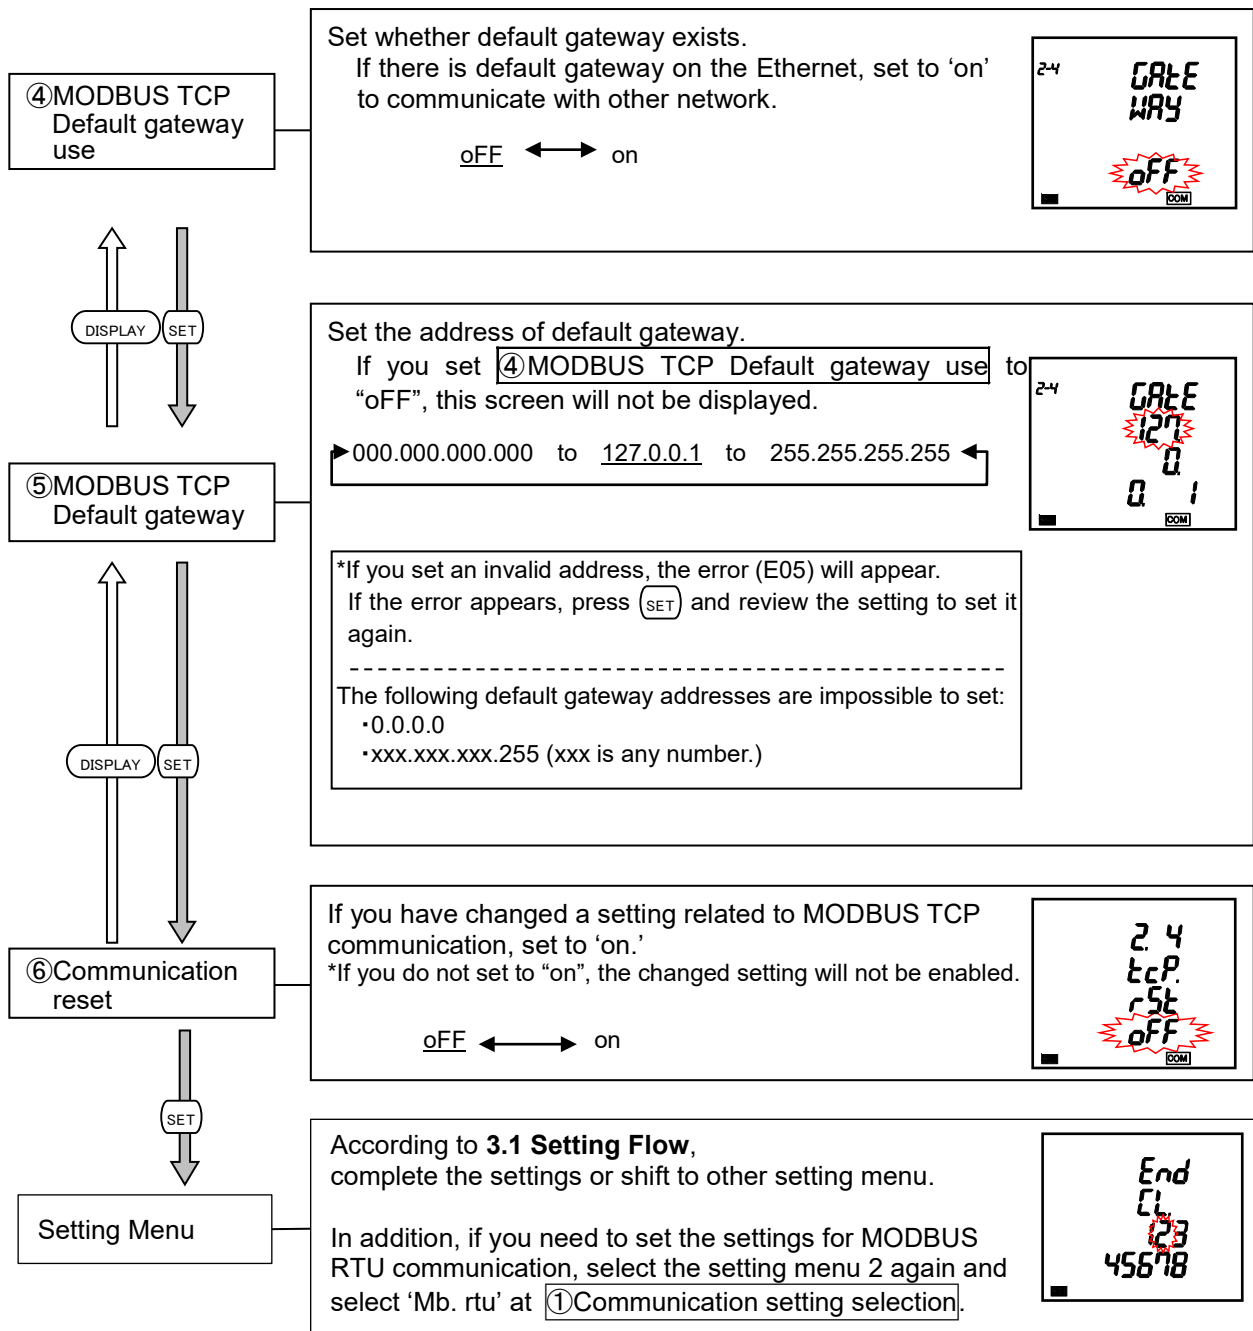 ④MODBUS TCP
Default gateway
use
Set whether default gateway exists.
If there is default gateway on the Ethernet, set to ‘on’
to communicate with other network.
oFF on
2-4
GAtE
WAY
oFF
COM
DISPLAY SET
⑤MODBUS TCP
Default gateway
Set the address of default gateway.
If you set ④MODBUS TCP Default gateway use to
“oFF”, this screen will not be displayed.
000.000.000.000 to 127.0.0.1 to 255.255.255.255
*If you set an invalid address, the error (E05) will appear.
If the error appears, press SET and review the setting to set it
again.
The following default gateway addresses are impossible to set:
・0.0.0.0
・xxx.xxx.xxx.255 (xxx is any number.)
2-4
GAtE
127.
0.
0. 1
COM
DISPLAY SET
⑥Communication
reset
If you have changed a setting related to MODBUS TCP
communication, set to ‘on.’
*If you do not set to “on”, the changed setting will not be enabled.
oFF on
2. 4
tcP.
rSt
oFF
COM
SET
Setting Menu
According to 3.1 Setting Flow,
complete the settings or shift to other setting menu.
In addition, if you need to set the settings for MODBUS
RTU communication, select the setting menu 2 again and
select ‘Mb. rtu’ at ①Communication setting selection.
End
CL.
123
45678